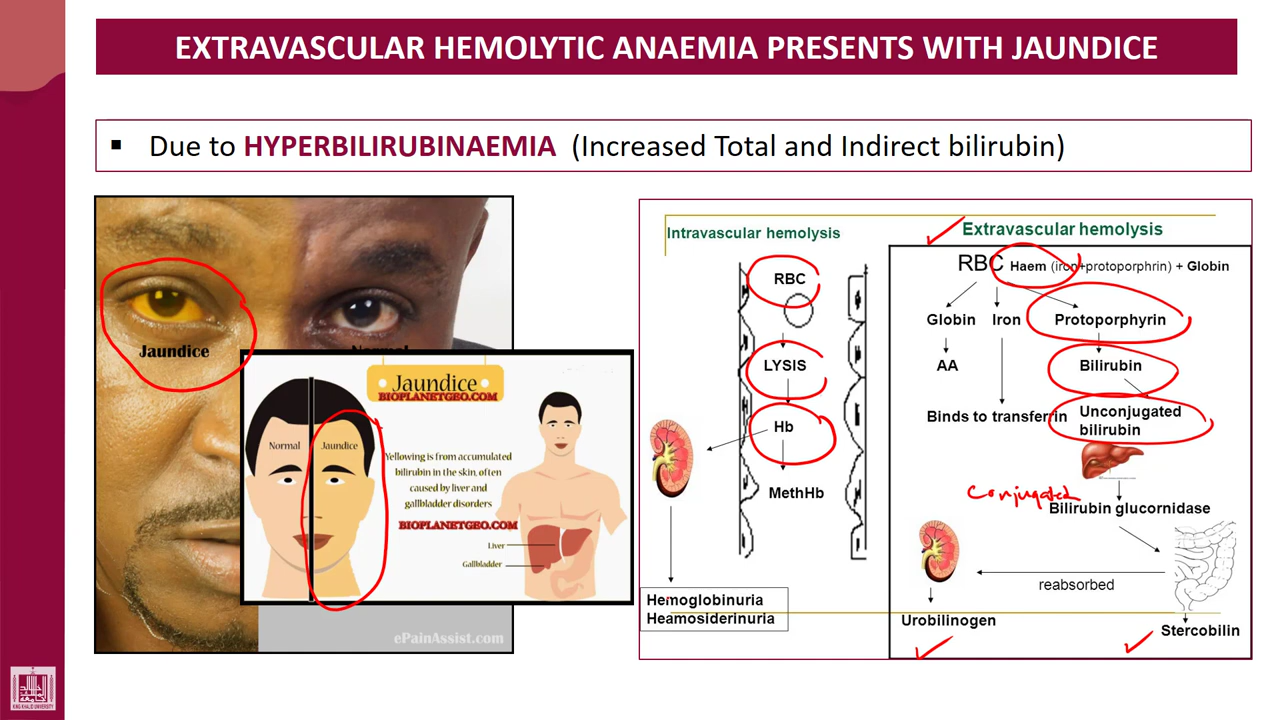 EXTRAVASCULAR HEMOLYTIC ANAEMIA PRESENTS WITH JAUNDICE
▪ Due to HYPERBILIRUBINAEMIA (Increased Total and Indirect bilirubin)
Jaundice
Normal
Jaundice
BIOPLANETGEO.COM
Normal
Jaundice
Yellowing is from accumulated
bilirubin in the skin, often
caused by liver and
gallbladder disorders
BIOPLANETGEO.COM
Liver
Gallbladder
ePainAssist.com
Intravascular hemolysis
RBC
LYSIS
Hb
MethHb
Hemoglobinuria
Heamosiderinuria
Extravascular hemolysis
RBC Haem (iron+protoporphrin) + Globin
Globin Iron Protoporphyrin
AA Bilirubin
Binds to transferrin Unconjugated
bilirubin
Conjugated
Bilirubin glucornidase
reabsorbed
Urobilinogen
Stercobilin
KING KHALID UNIVERSITY